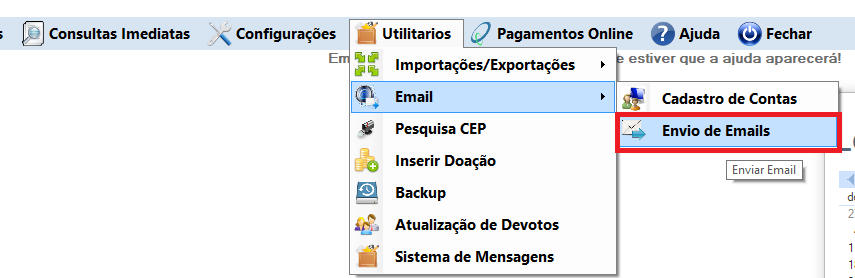 s Consultas Imediatas Configurações Utilitarios Pagamentos Online Ajuda Fechar
Em e estiver que a ajuda aparecerá!
Importações/Exportações
Email
Cadastro de Contas
Pesquisa CEP
Envio de Emails
Inserir Doação
Enviar Email
Backup
Atualização de Devotos
Sistema de Mensagens